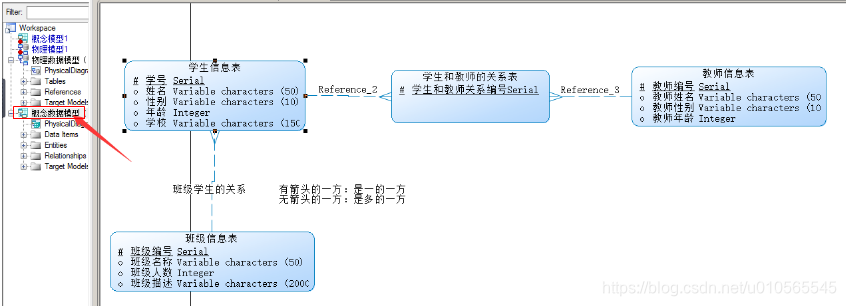 Filter:
Workspace
概念模型1
物理模型1
物理数据模型 (
PhysicalDiagra
Tables
References
Target Models
概念数据模型
PhysicalDiag
Data Items
Entities
Relationships
Target Models
学生信息表
# 学号 Serial
o 姓名 Variable characters (50)
o 性别 Variable characters (10)
o 年龄 Integer
o 学校 Variable characters (150
Reference_2
学生和教师的关系表
# 学生和教师关系编号Serial
Reference_3
教师信息表
# 教师编号 Serial
o 教师姓名 Variable characters (50
o 教师性别 Variable characters (10
o 教师年龄 Integer
班级学生的关系
有箭头的一方：是一的一方
无箭头的一方：是多的一方
班级信息表
# 班级编号 Serial
o 班级名称 Variable characters (50)
o 班级人数 Integer
o 班级描述 Variable characters (2000
https://blog.csdn.net/u010565545